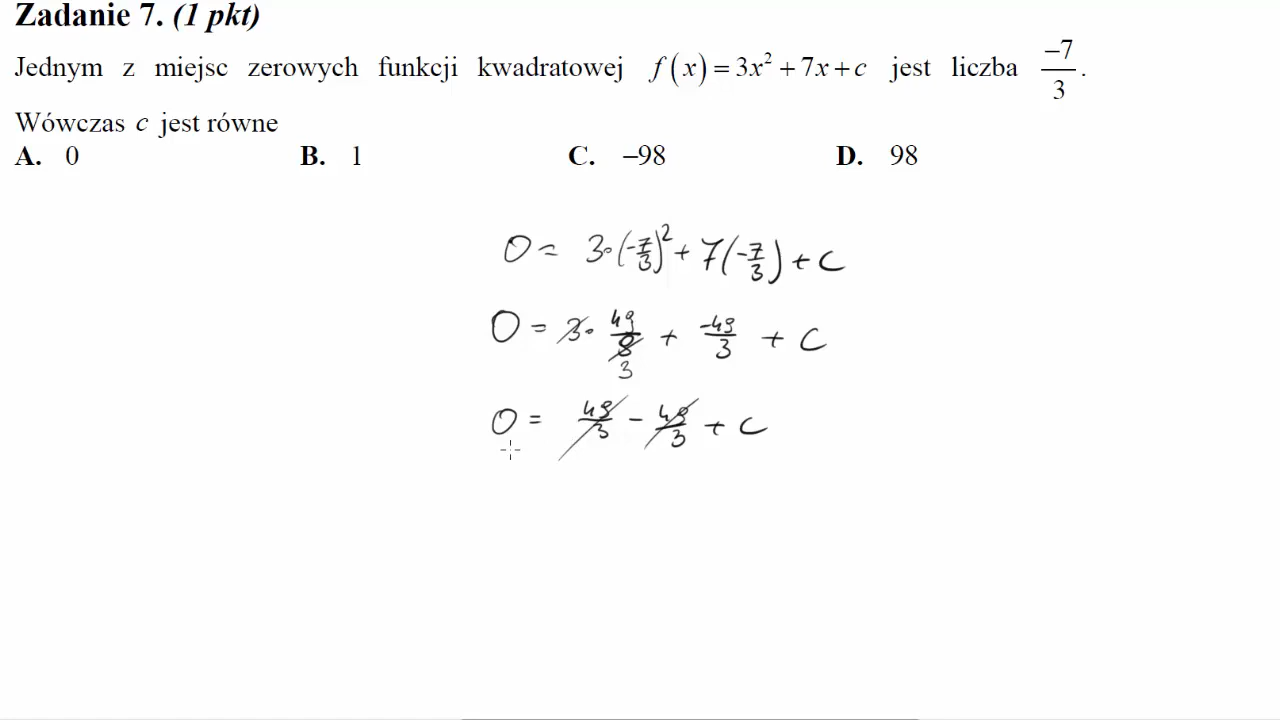 Zadanie 7. (1 pkt)
Jednym z miejsc zerowych funkcji kwadratowej f(x)=3x²+7x+c jest liczba -7/3.
Wówczas c jest równe
A. 0 B. 1 C. –98 D. 98
0 = 3·(-7/3)² + 7(-7/3) + c
0 = 3· 49/9 3 + -49/3 + c
0 = 49/3 - 49/3 + c